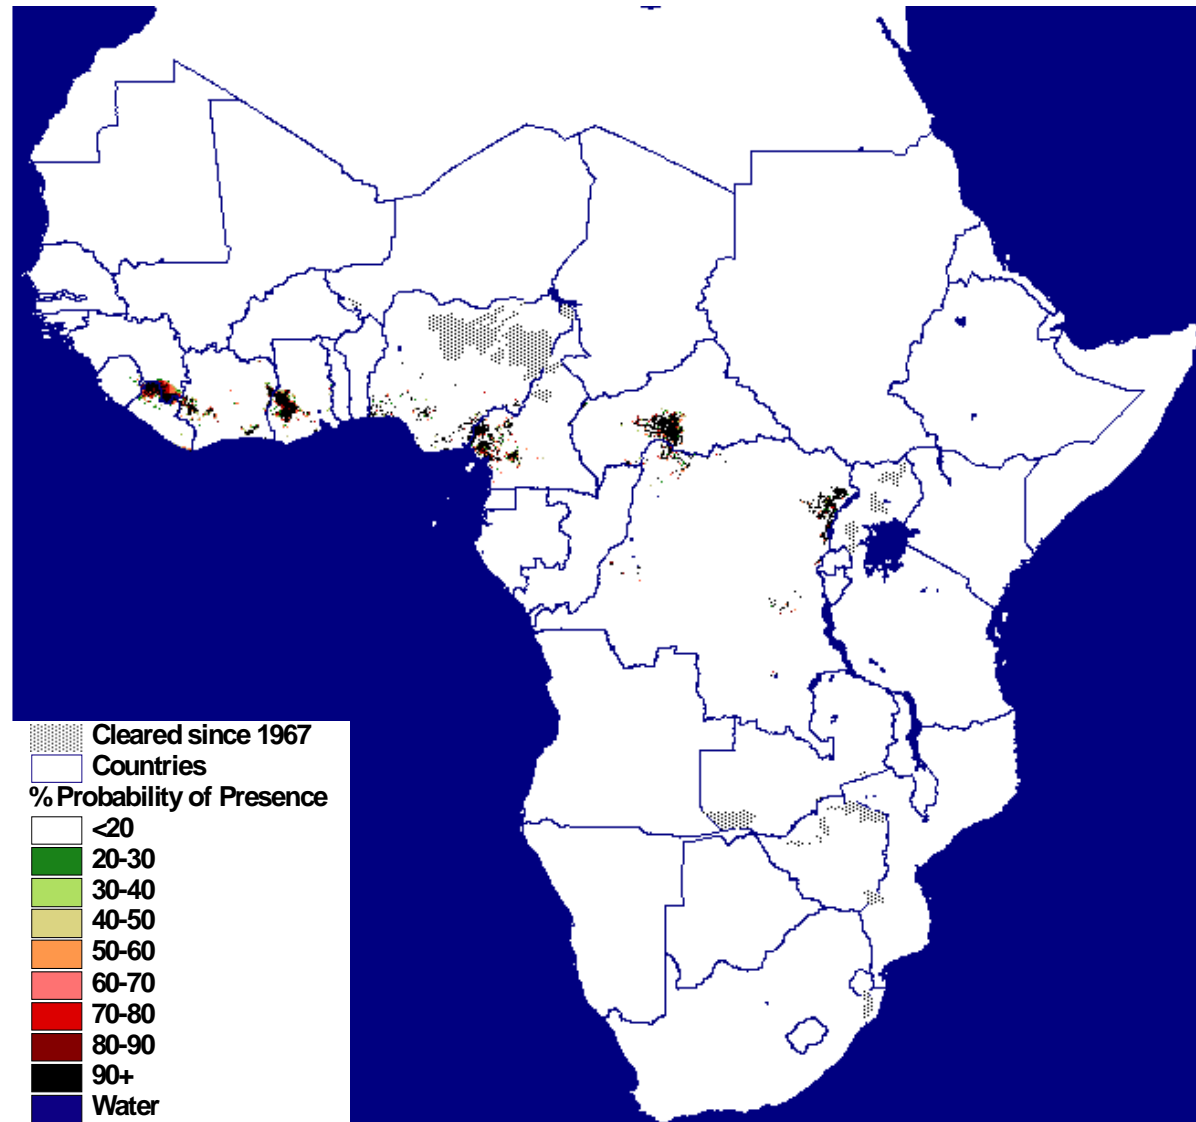 Cleared since 1967
Countries
% Probability of Presence
<20
20-30
30-40
40-50
50-60
60-70
70-80
80-90
90+
Water